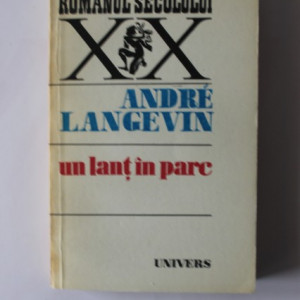 ROMANUL SECOLULUI
XX
ANDRÉ
LANGEVIN
un lanț în parc
UNIVERS